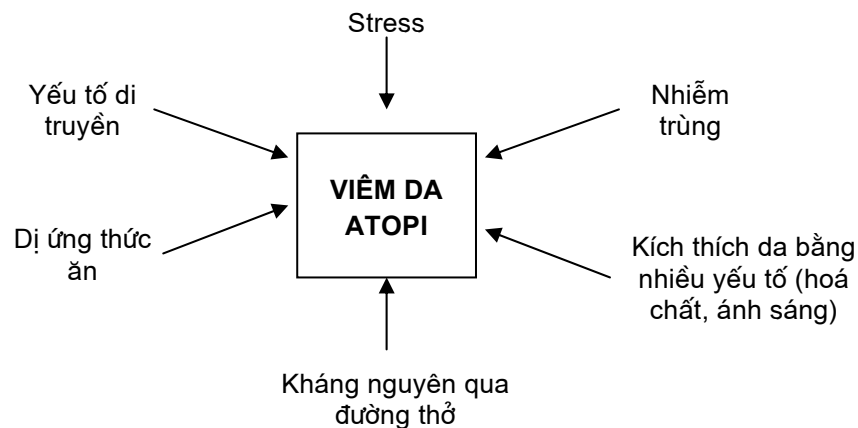 Stress
Yếu tố di
truyền
Nhiễm
trùng
VIÊM DA
ATOPI
Dị ứng thức
ăn
Kích thích da bằng
nhiều yếu tố (hoá
chất, ánh sáng)
Kháng nguyên qua
đường thở